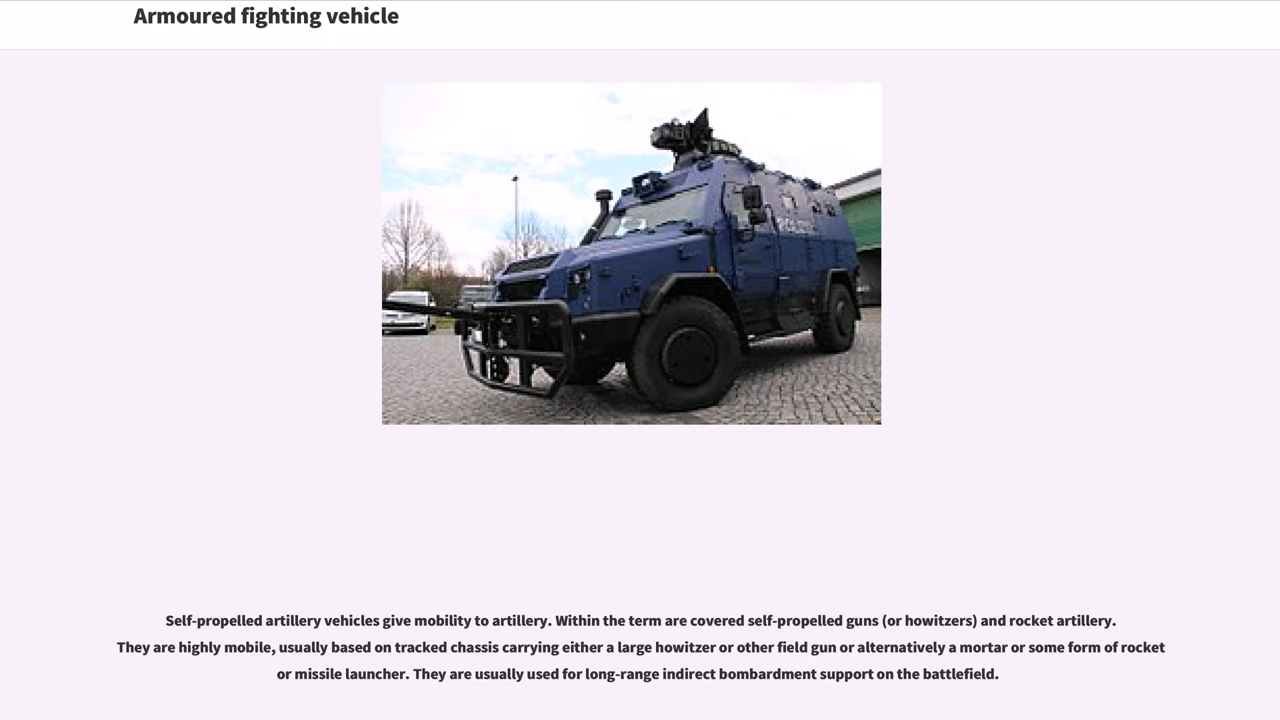 Armoured fighting vehicle
POLIZEI
Self-propelled artillery vehicles give mobility to artillery. Within the term are covered self-propelled guns (or howitzers) and rocket artillery.
They are highly mobile, usually based on tracked chassis carrying either a large howitzer or other field gun or alternatively a mortar or some form of rocket
or missile launcher. They are usually used for long-range indirect bombardment support on the battlefield.